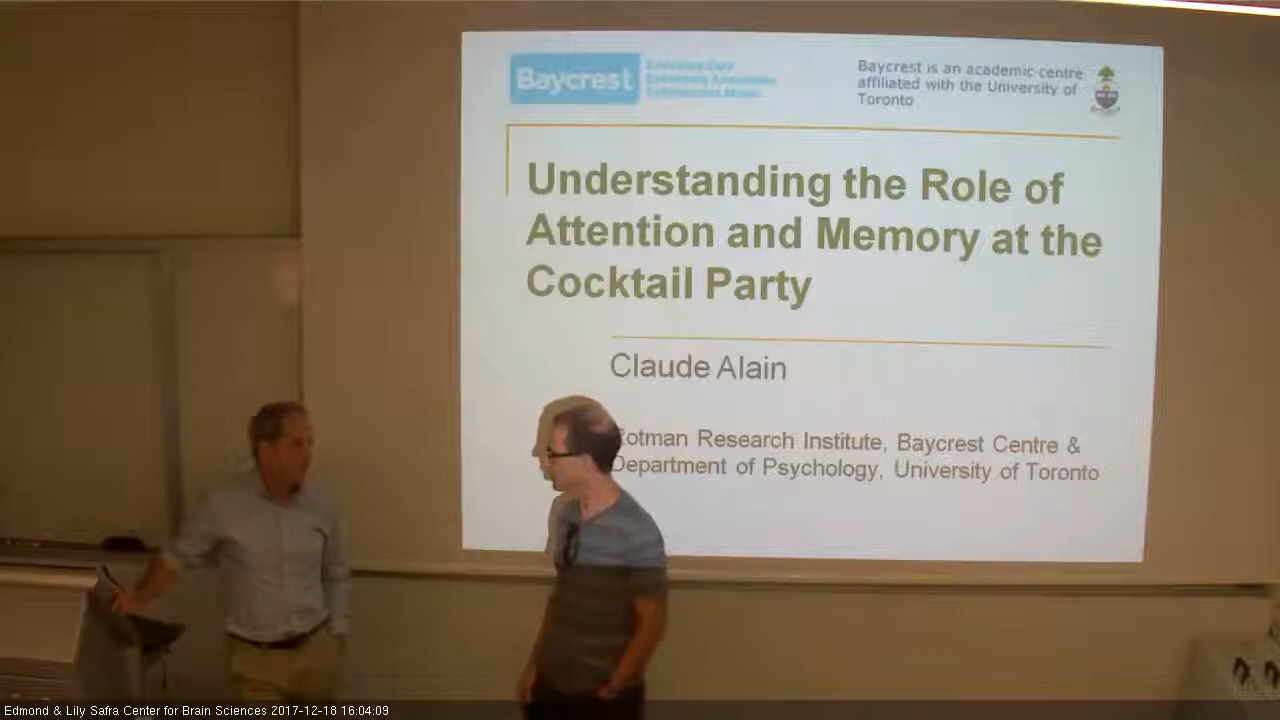 Baycrest
Baycrest is an academic centre
affiliated with the University of
Toronto
Understanding the Role of
Attention and Memory at the
Cocktail Party
Claude Alain
Rotman Research Institute, Baycrest Centre &
Department of Psychology, University of Toronto
Edmond & Lily Safra Center for Brain Sciences 2017-12-18 16:04:09